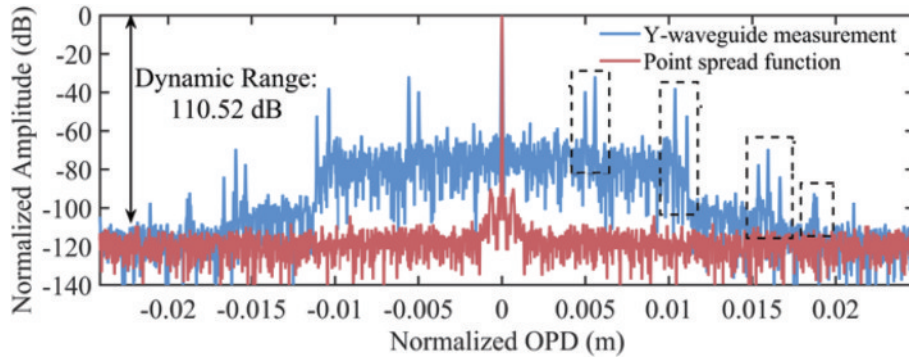 Normalized Amplitude (dB)
0
-20
-40
-60
-80
-100
-120
-140
Dynamic Range:
110.52 dB
Y-waveguide measurement
Point spread function
-0.02 -0.015 -0.01 -0.005 0 0.005 0.01 0.015 0.02
Normalized OPD (m)